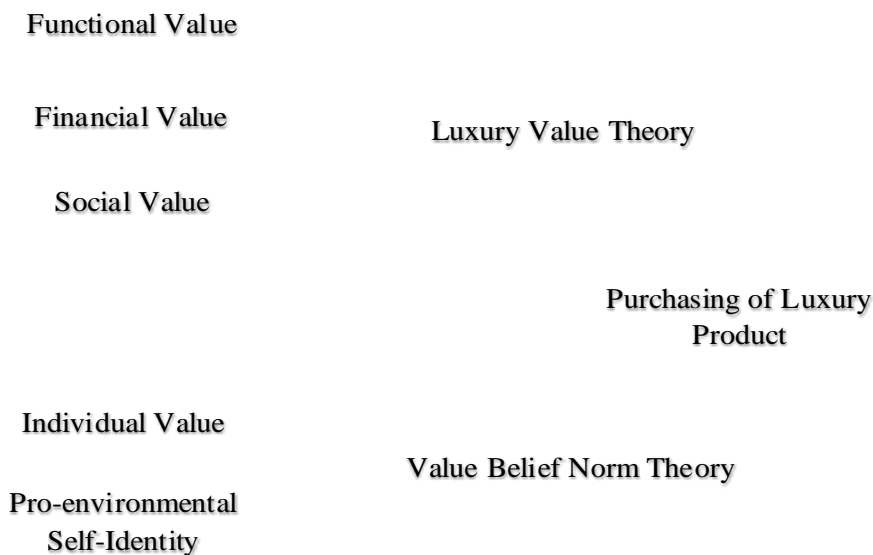 Functional Value
Financial Value
Luxury Value Theory
Social Value
Purchasing of Luxury
Product
Individual Value
Value Belief Norm Theory
Pro-environmental
Self-Identity